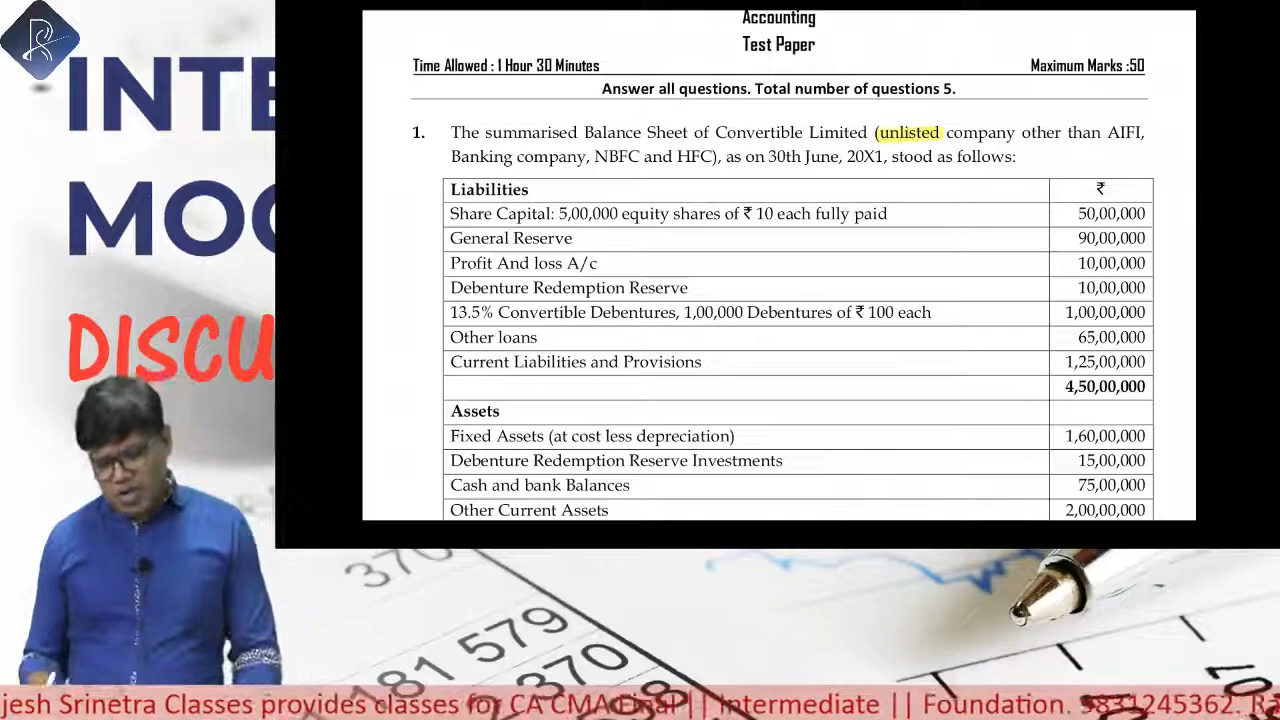 INTE
MOC
DISCU
Accounting
Test Paper
Time Allowed : 1 Hour 30 Minutes Maximum Marks :50
Answer all questions. Total number of questions 5.
1. The summarised Balance Sheet of Convertible Limited (unlisted company other than AIFI,
Banking company, NBFC and HFC), as on 30th June, 20X1, stood as follows:
Liabilities ₹
Share Capital: 5,00,000 equity shares of ₹ 10 each fully paid 50,00,000
General Reserve 90,00,000
Profit And loss A/c 10,00,000
Debenture Redemption Reserve 10,00,000
13.5% Convertible Debentures, 1,00,000 Debentures of ₹ 100 each 1,00,00,000
Other loans 65,00,000
Current Liabilities and Provisions 1,25,00,000
4,50,00,000
Assets
Fixed Assets (at cost less depreciation) 1,60,00,000
Debenture Redemption Reserve Investments 15,00,000
Cash and bank Balances 75,00,000
Other Current Assets 2,00,00,000
370
181 579
2 370
jesh Srinetra Classes provides classes for CA CMA Final || Intermediate || Foundation. 9831245362. Ra